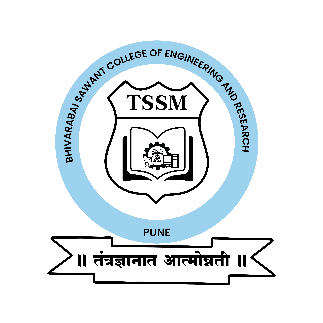 BHIVARABAI SAWANT COLLEGE OF ENGINEERING AND RESEARCH
TSSM
PUNE
॥ तंत्रज्ञानात आत्मोन्नती ॥